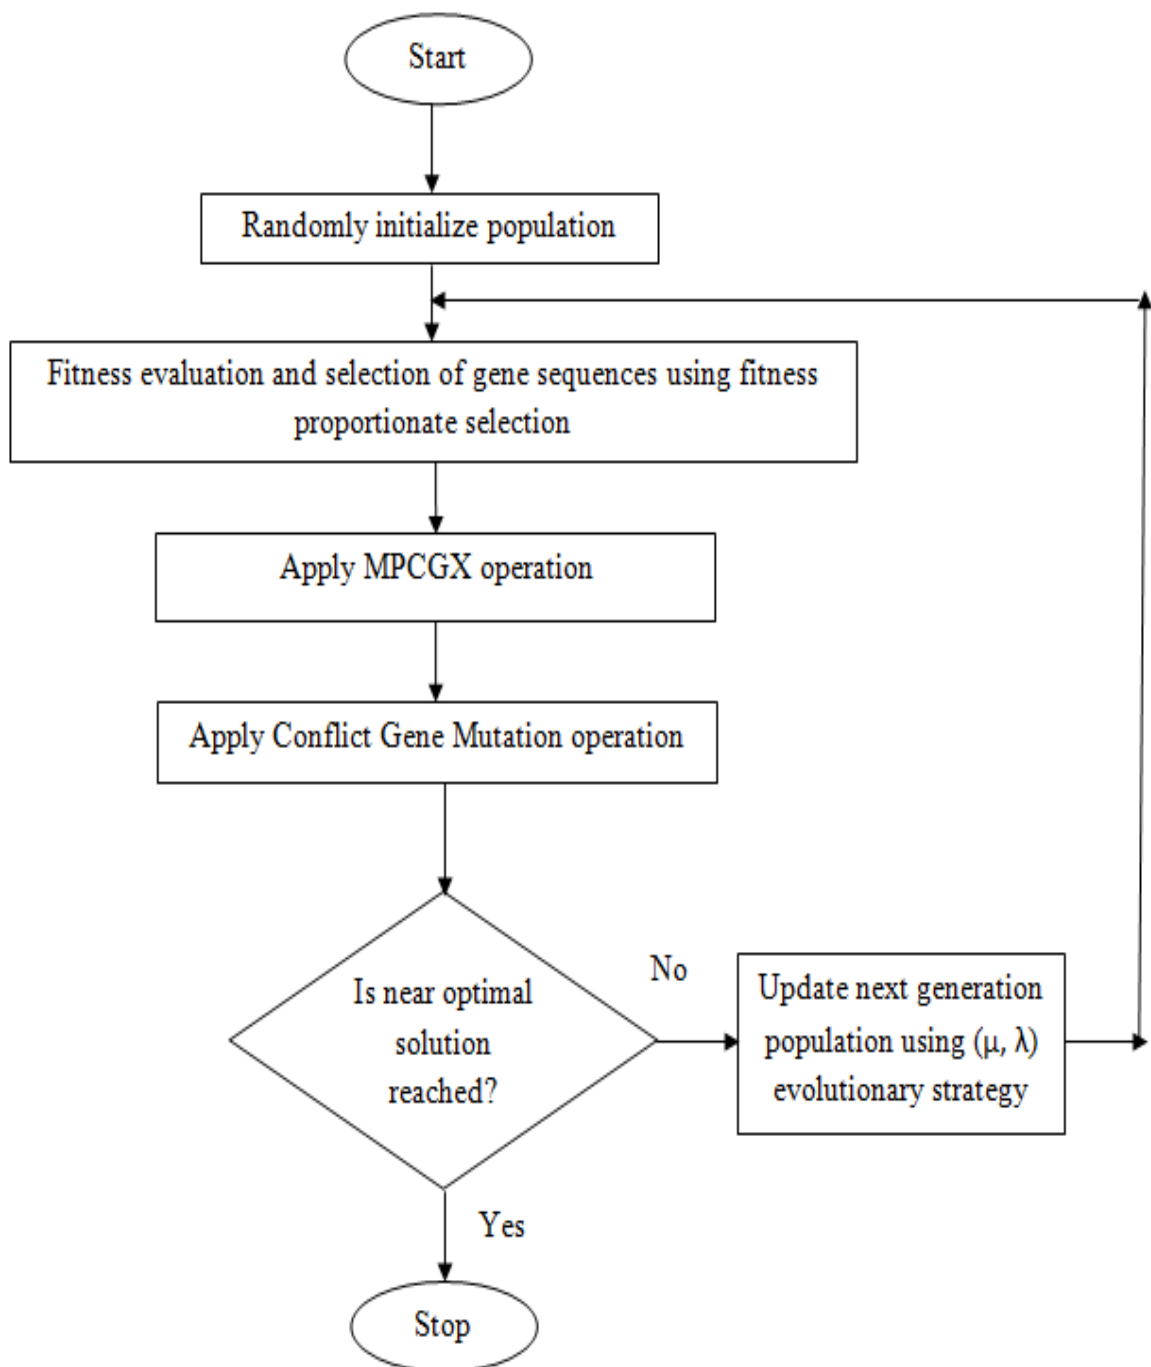 Start
Randomly initialize population
Fitness evaluation and selection of gene sequences using fitness
proportionate selection
Apply MPCGX operation
Apply Conflict Gene Mutation operation
Is near optimal
solution
reached?
No
Update next generation
population using (μ, λ)
evolutionary strategy
Yes
Stop